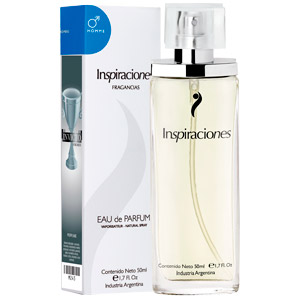 HOMME
Inspiraciones
FRAGANCIAS
EAU de PARFUM
VAPORISATEUR - NATURAL SPRAY
Contenido Neto 50ml
e 1,7 Fl. Oz
Industria Argentina
Inspiraciones
Contenido Neto 50ml
e 1,7 Fl. Oz
Industria Argentina